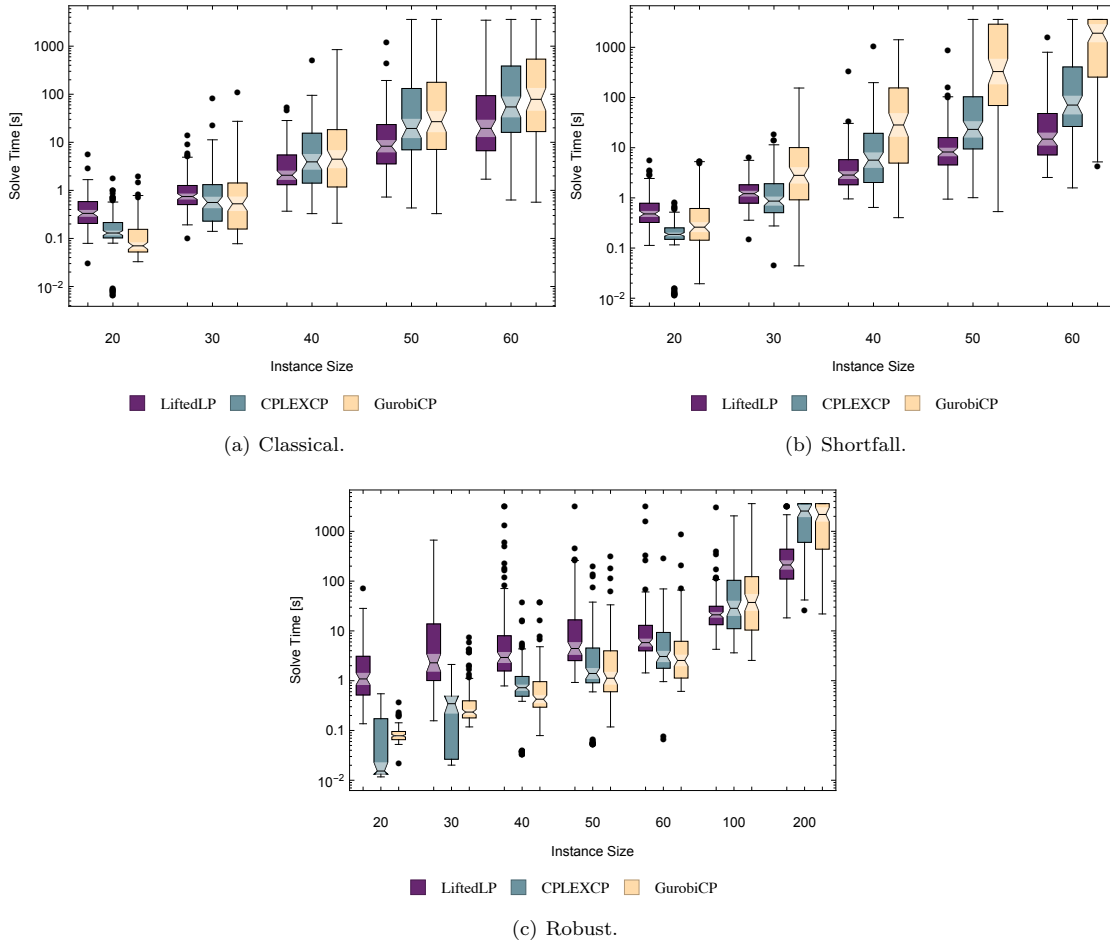 1000
100
10
1
0.1
10⁻²
Solve Time [s]
20 30 40 50 60
Instance Size
LiftedLP CPLEXCP GurobiCP
(a) Classical.
1000
100
10
1
0.1
10⁻²
Solve Time [s]
20 30 40 50 60
Instance Size
LiftedLP CPLEXCP GurobiCP
(b) Shortfall.
1000
100
10
1
0.1
10⁻²
Solve Time [s]
20 30 40 50 60 100 200
Instance Size
LiftedLP CPLEXCP GurobiCP
(c) Robust.